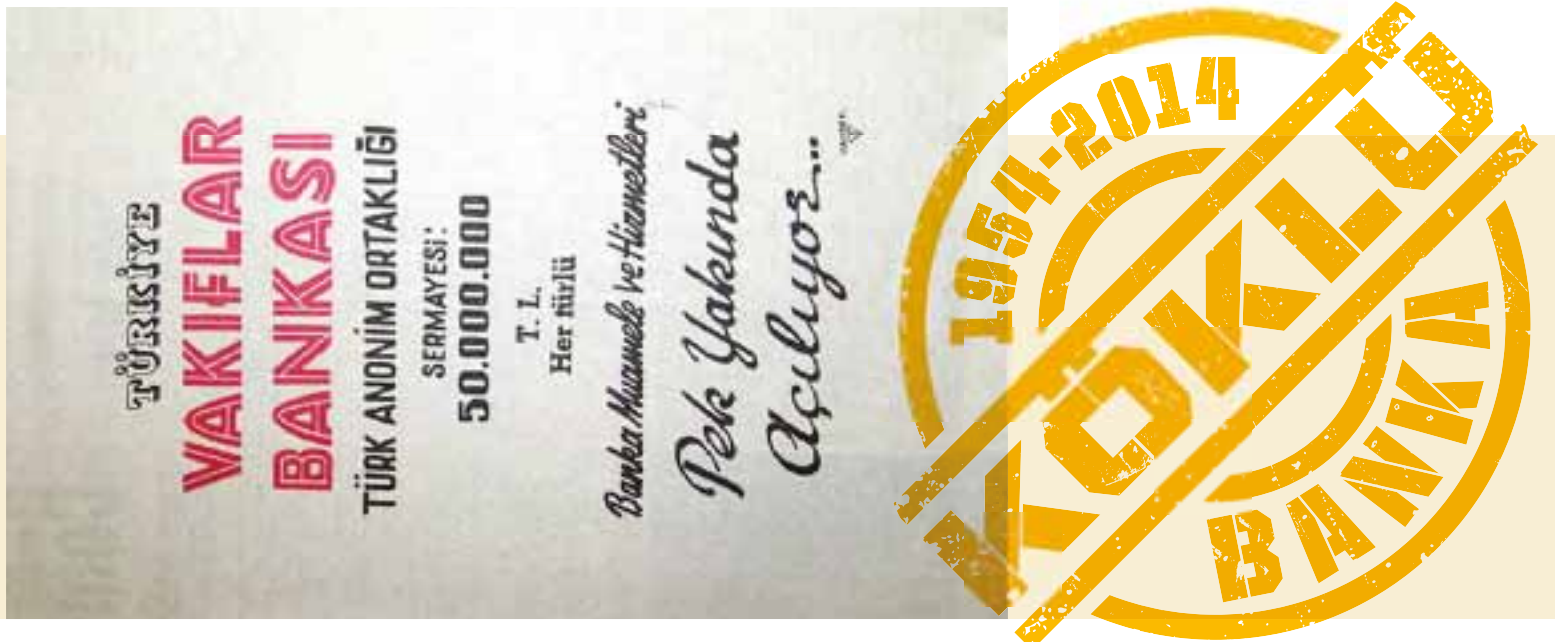 TÜRKİYE
VAKIFLAR
BANKASI
TÜRK ANONİM ORTAKLIĞI
SERMAYESİ:
50.000.000
T. L.
Her türlü
Banka Muamele ve Hizmetleri
Pek Yakında
Açılıyor...
1954-2014
KÖKLÜ
BANKA